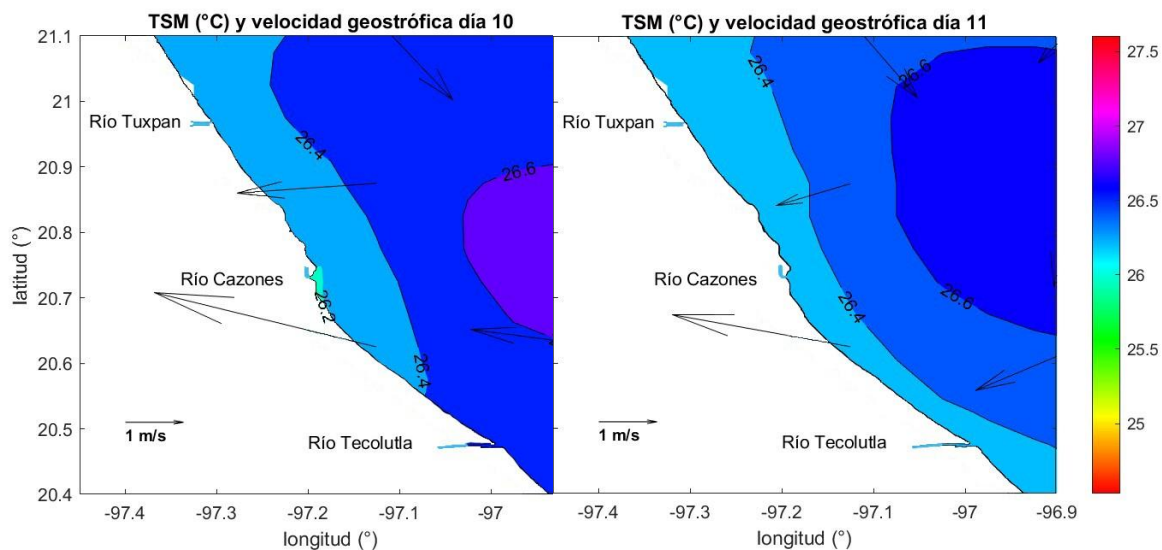 TSM (°C) y velocidad geostrófica día 10
21.1
21
20.9
20.8
20.7
20.6
20.5
20.4
latitud (°)
Río Tuxpan
Río Cazones
Río Tecolutla
26.4
26.6
26.2
26.4
1 m/s
-97.4
-97.3
-97.2
-97.1
-97
longitud (°)
TSM (°C) y velocidad geostrófica día 11
Río Tuxpan
Río Cazones
Río Tecolutla
26.4
26.6
26.6
26.4
1 m/s
-97.4
-97.3
-97.2
-97.1
-97
-96.9
longitud (°)
27.5
27
26.5
26
25.5
25